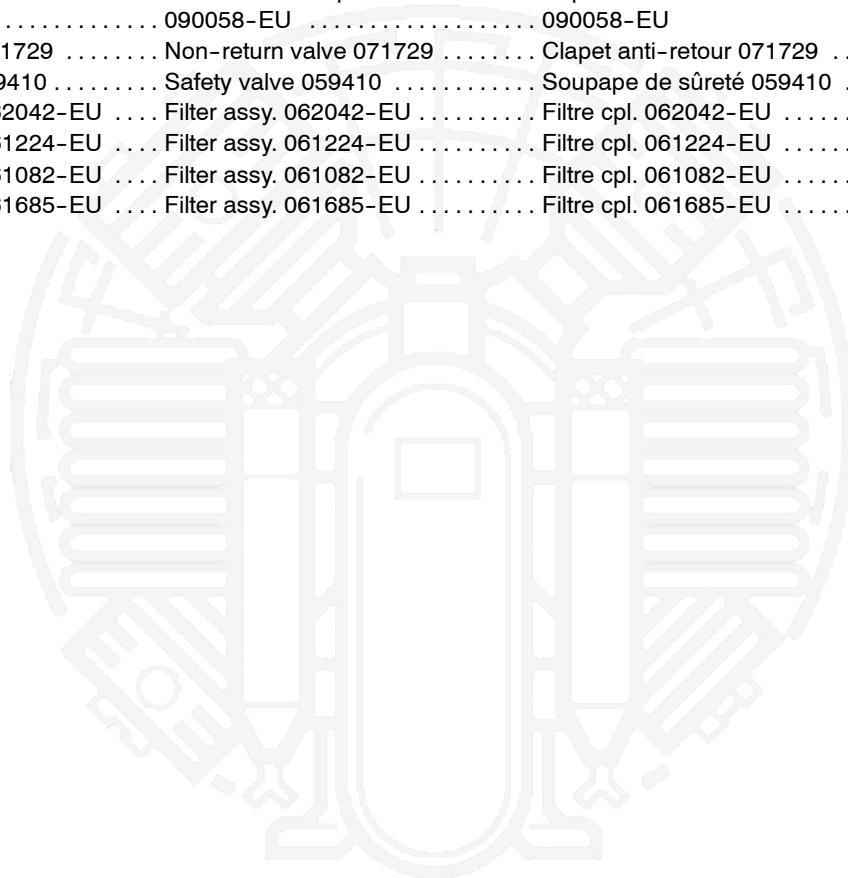 . . . . . . . . . . . . . . 090058-EU . . . . . . . . . . . . . . . . . . . 090058-EU
1729 . . . . . . . . Non-return valve 071729 . . . . . . . . Clapet anti-retour 071729 . .
9410 . . . . . . . . . Safety valve 059410 . . . . . . . . . . . . Soupape de sûreté 059410 .
62042-EU . . . . Filter assy. 062042-EU . . . . . . . . . . Filtre cpl. 062042-EU . . . . . .
61224-EU . . . . Filter assy. 061224-EU . . . . . . . . . . Filtre cpl. 061224-EU . . . . . .
61082-EU . . . . Filter assy. 061082-EU . . . . . . . . . . Filtre cpl. 061082-EU . . . . . .
61685-EU . . . . Filter assy. 061685-EU . . . . . . . . . . Filtre cpl. 061685-EU . . . . . .